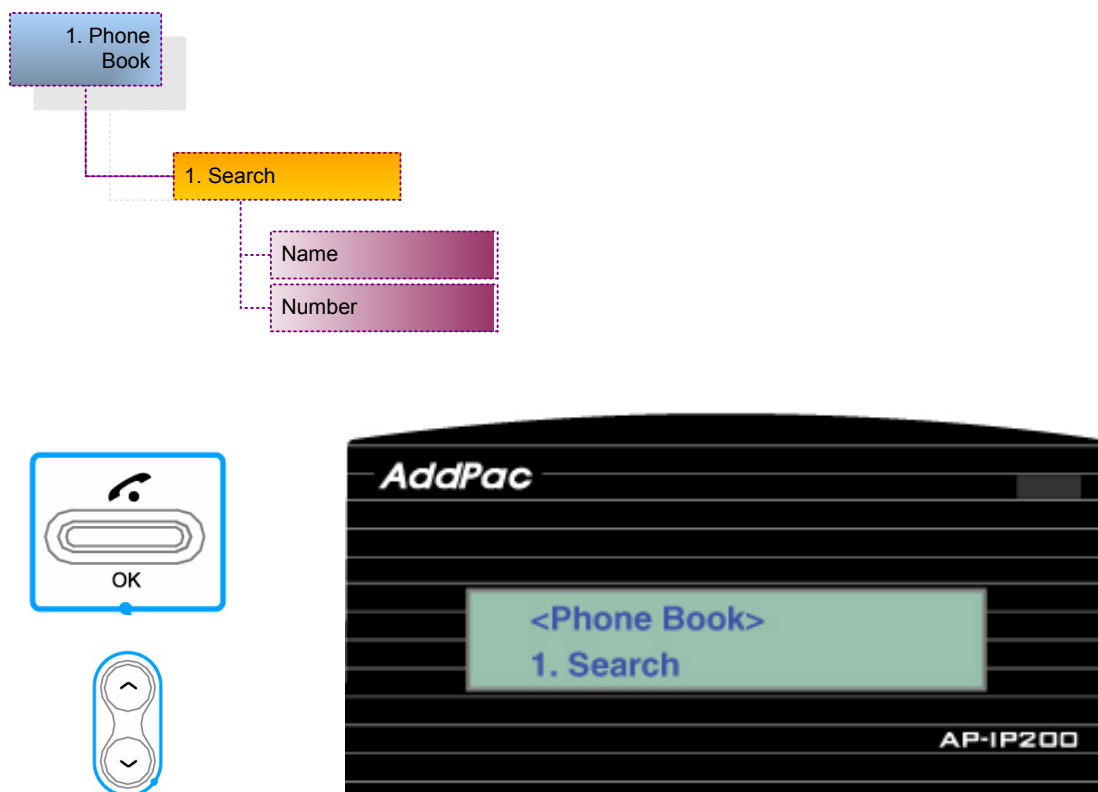 1. Phone
Book
1. Search
Name
Number
AddPac
OK
<Phone Book>
1. Search
AP-IP200